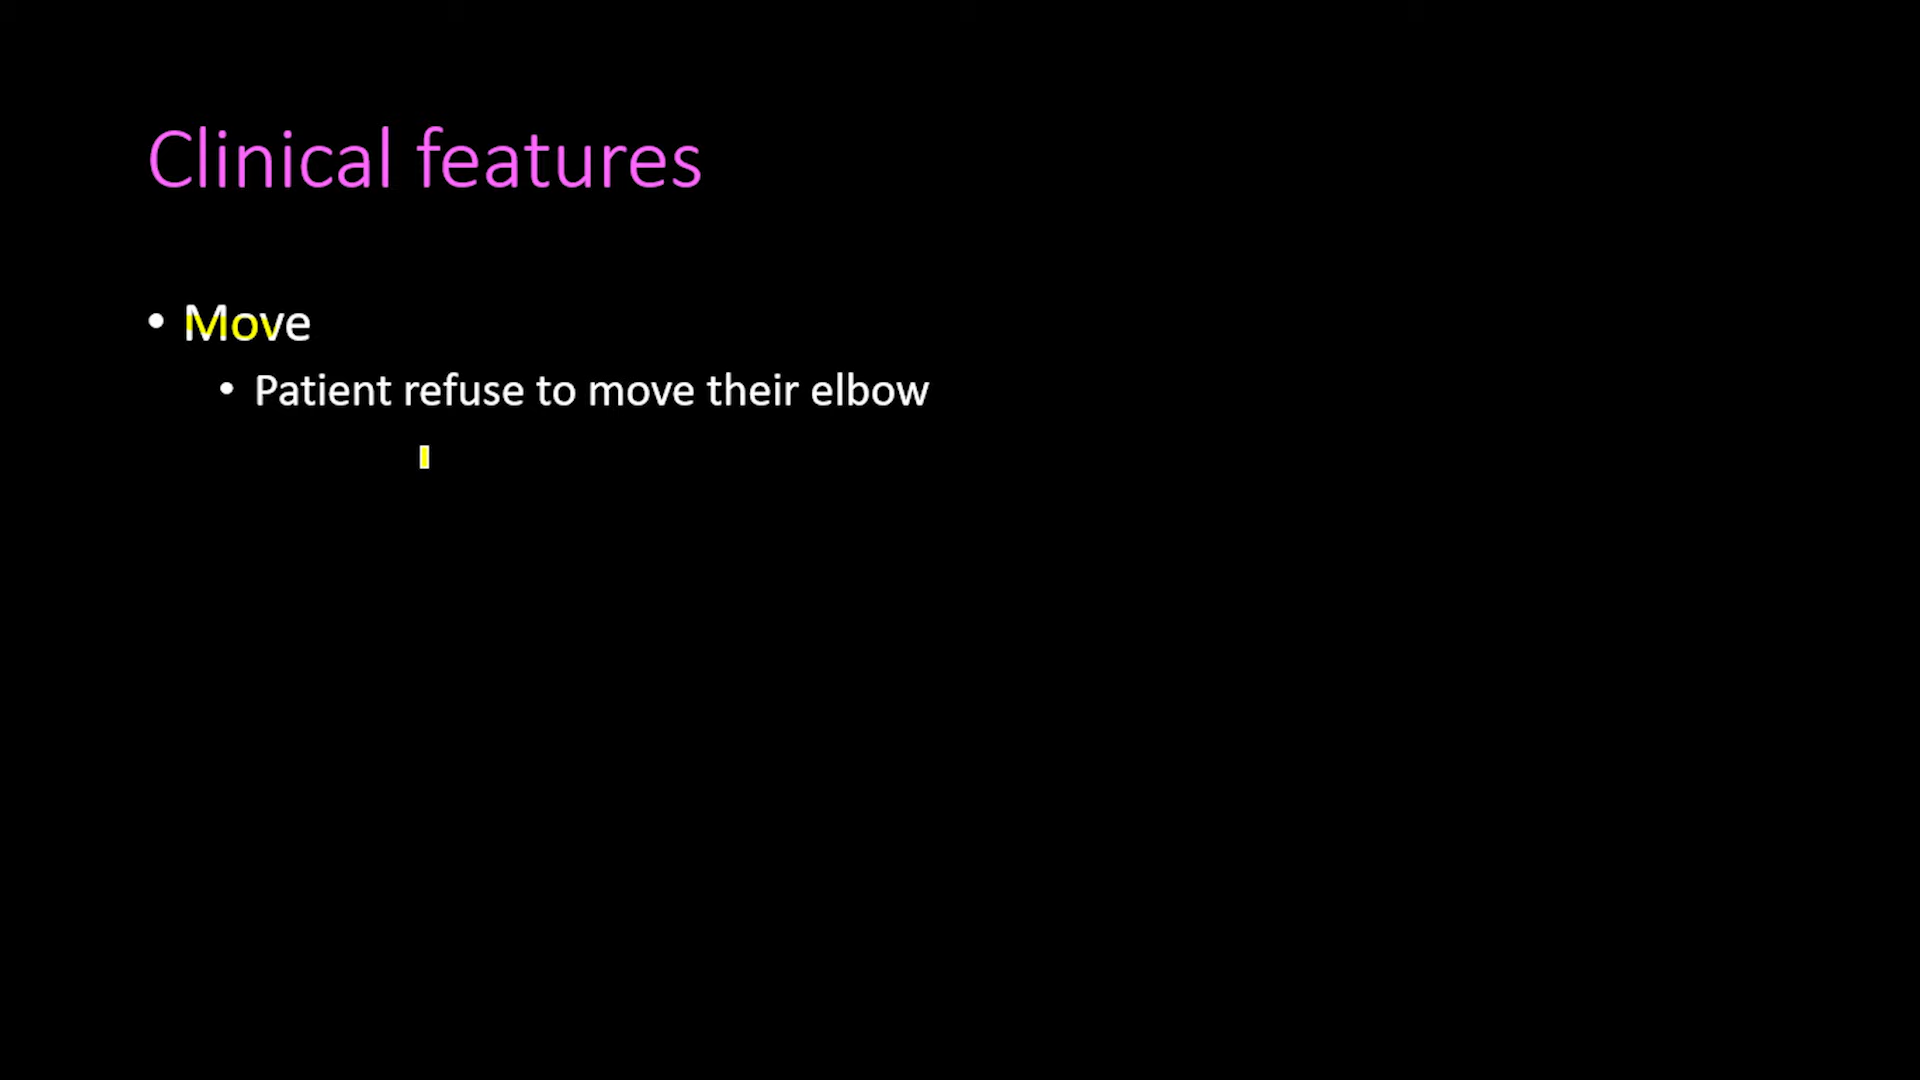 Clinical features
• Move
• Patient refuse to move their elbow